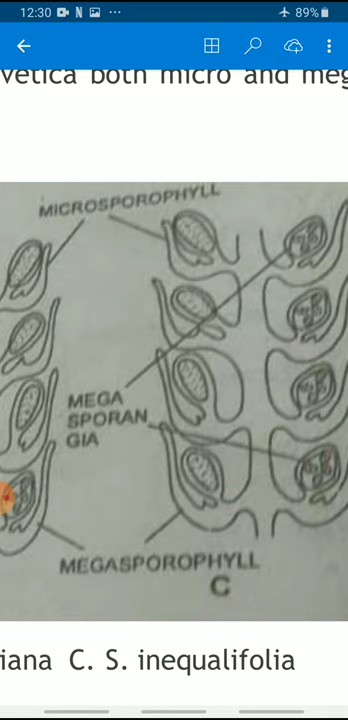 12:30 N ... 89%
vetica both micro and meg
MICROSPOROPHYLL
MEGA
SPORAN
GIA
MEGASPOROPHYLL
C
iana C. S. inequalifolia